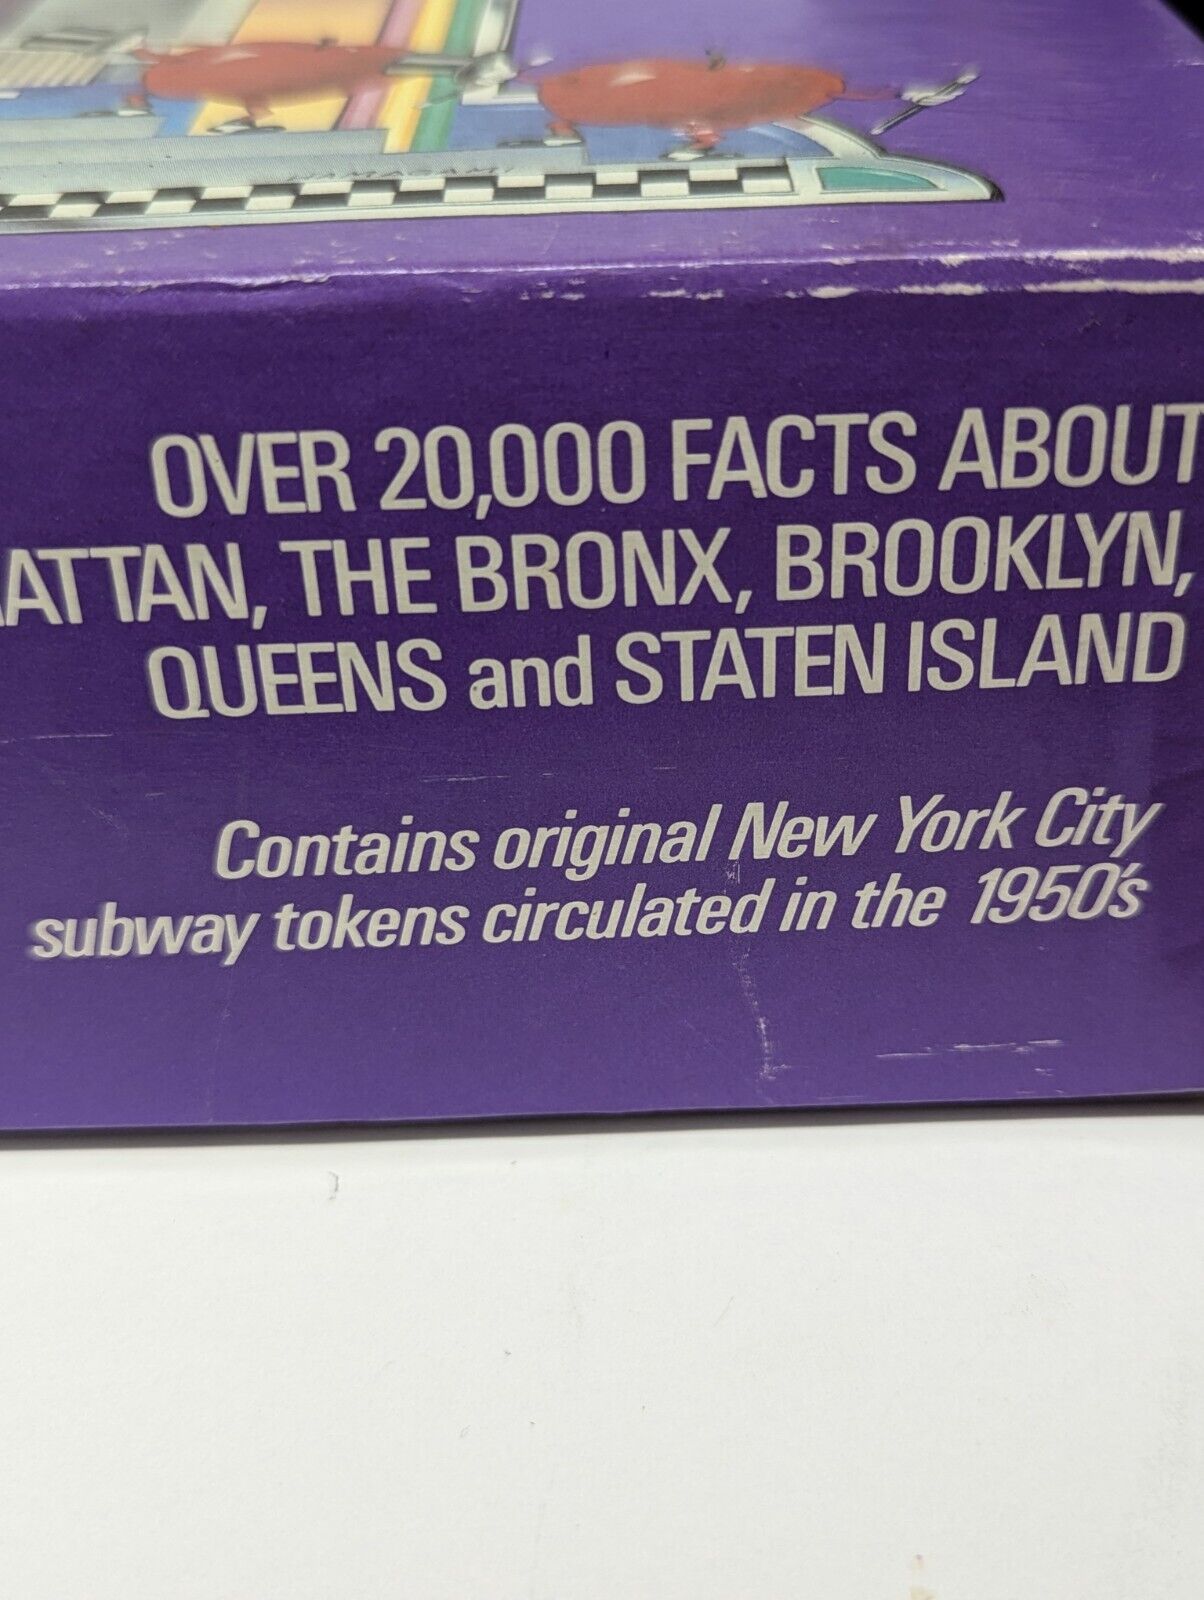 OVER 20,000 FACTS ABOUT
ATTAN, THE BRONX, BROOKLYN,
QUEENS and STATEN ISLAND
Contains original New York City
subway tokens circulated in the 1950's